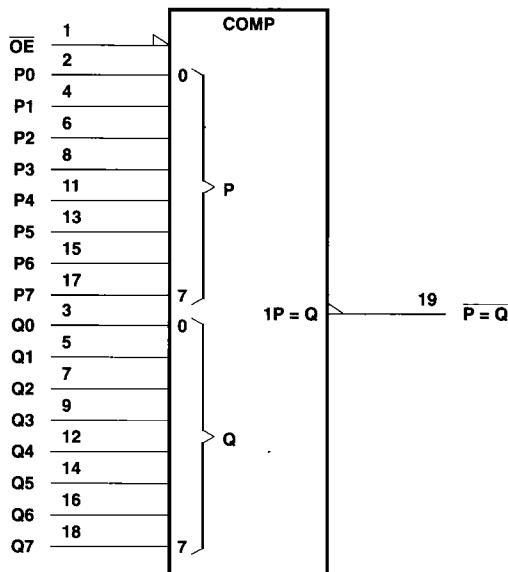 COMP
O̅E̅ 1
P0 2 0
P1 4
P2 6
P3 8
P4 11
P
P5 13
P6 15
P7 17 7
1P = Q 19 P̅ ̅=̅ ̅Q̅
Q0 3 0
Q1 5
Q2 7
Q3 9
Q4 12
Q
Q5 14
Q6 16
Q7 18 7